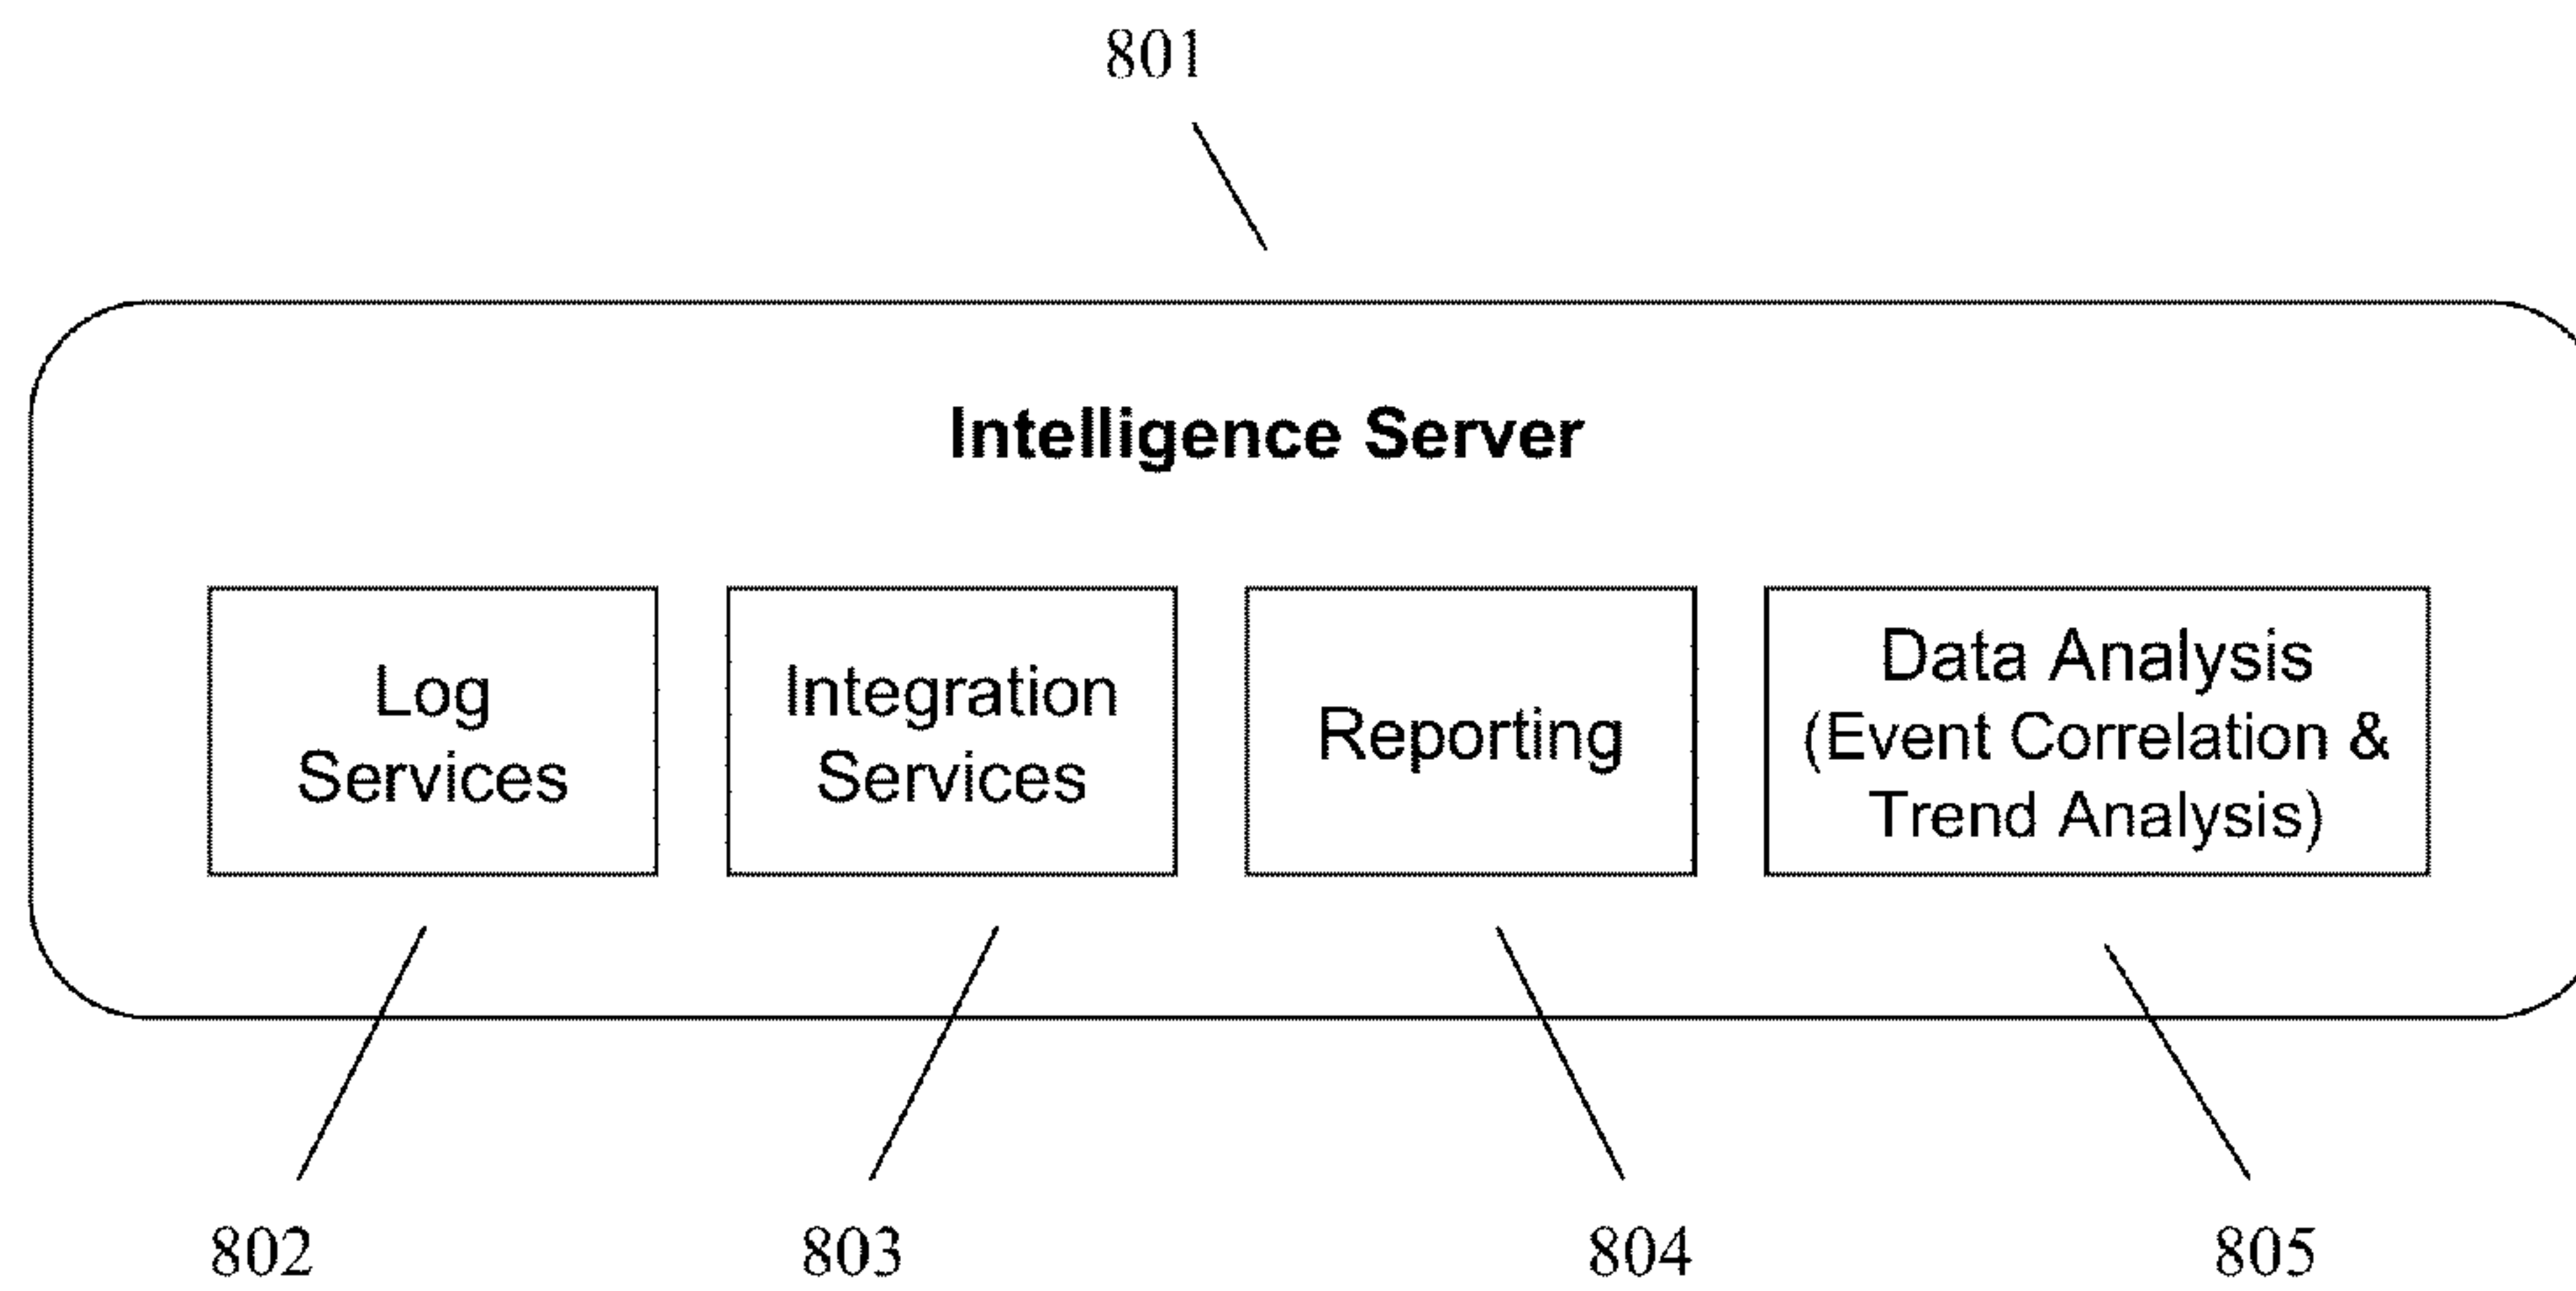 801
Intelligence Server
Log
Services
Integration
Services
Reporting
Data Analysis
(Event Correlation &
Trend Analysis)
802
803
804
805